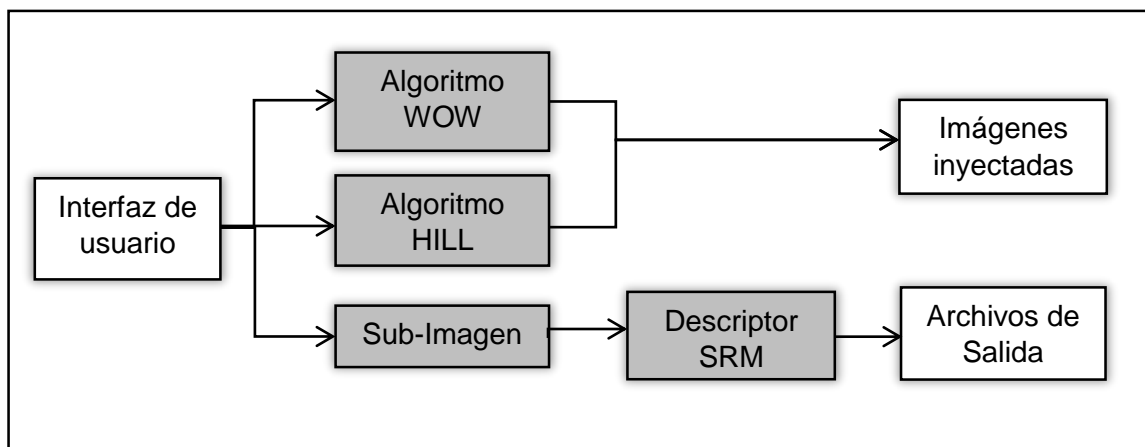 Algoritmo
WOW
Imágenes
inyectadas
Interfaz de
usuario
Algoritmo
HILL
Sub-Imagen
Descriptor
SRM
Archivos de
Salida